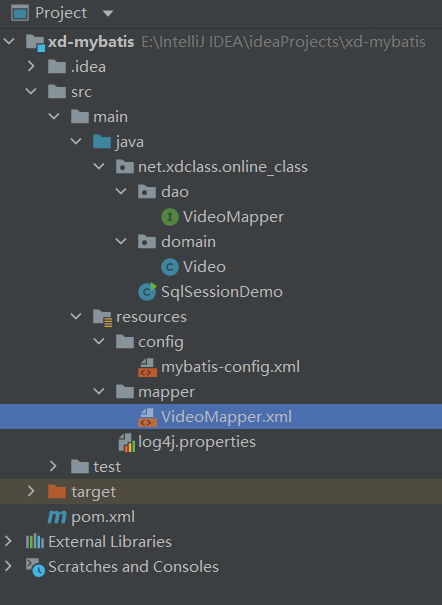 Project
xd-mybatis E:\IntelliJ IDEA\ideaProjects\xd-mybatis
.idea
src
main
java
net.xdclass.online_class
dao
VideoMapper
domain
Video
SqlSessionDemo
resources
config
mybatis-config.xml
mapper
VideoMapper.xml
log4j.properties
test
target
pom.xml
External Libraries
Scratches and Consoles